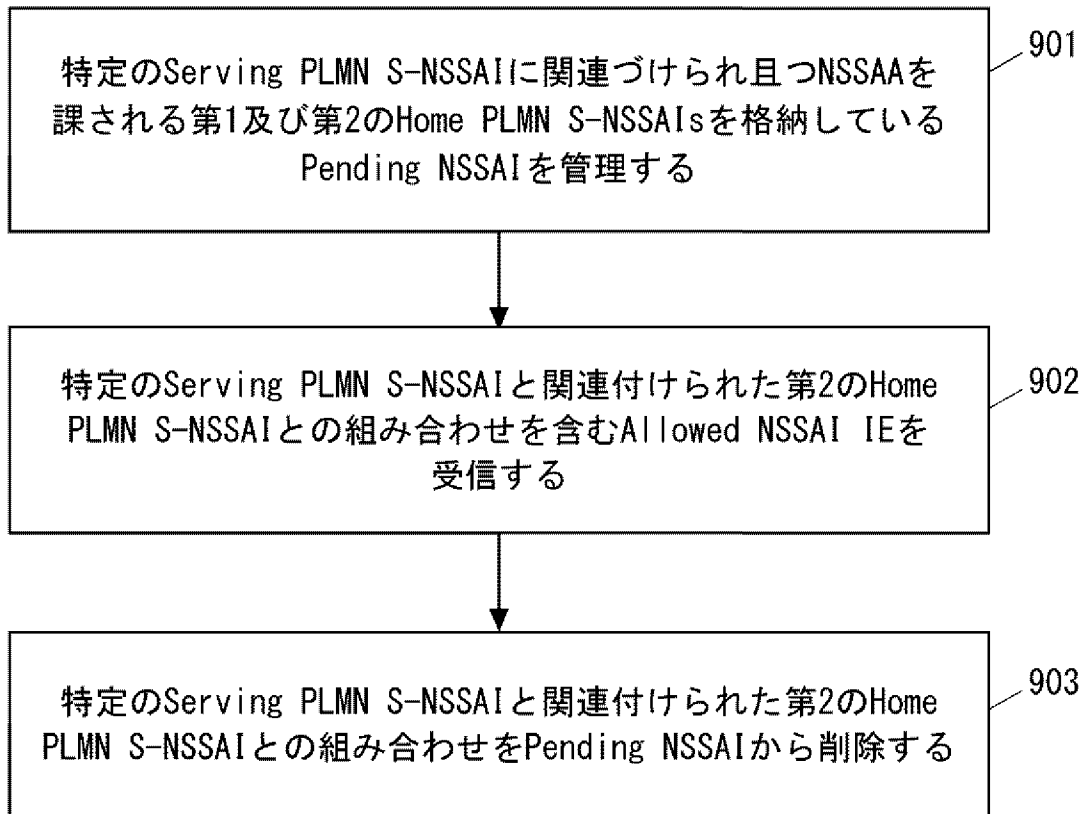 901
特定のServing PLMN S-NSSAIに関連づけられ且つNSSAAを
課される第1及び第2のHome PLMN S-NSSAIsを格納している
Pending NSSAIを管理する
902
特定のServing PLMN S-NSSAIと関連付けられた第2のHome
PLMN S-NSSAIとの組み合わせを含むAllowed NSSAI IEを
受信する
903
特定のServing PLMN S-NSSAIと関連付けられた第2のHome
PLMN S-NSSAIとの組み合わせをPending NSSAIから削除する